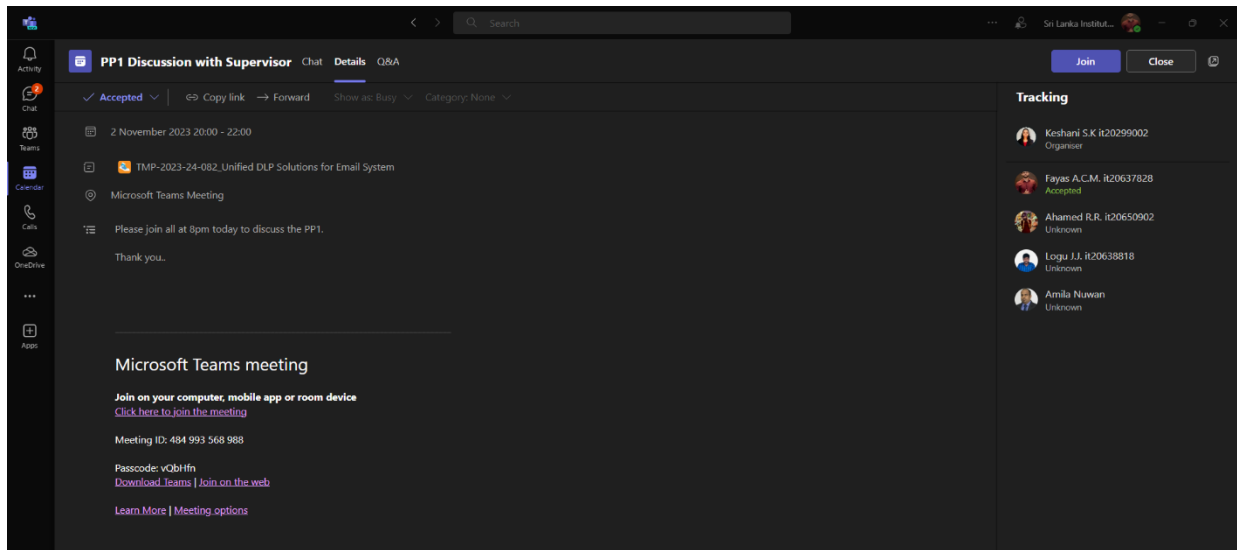 Search
Sri Lanka Institut...
Activity
2
Chat
Teams
Calendar
Calls
OneDrive
Apps
PP1 Discussion with Supervisor Chat Details Q&A
Join Close
Accepted Copy link Forward Show as: Busy Category: None
2 November 2023 20:00 - 22:00
TMP-2023-24-082_Unified DLP Solutions for Email System
Microsoft Teams Meeting
Please join all at 8pm today to discuss the PP1.
Thank you..
Microsoft Teams meeting
Join on your computer, mobile app or room device
Click here to join the meeting
Meeting ID: 484 993 568 988
Passcode: vQbHfn
Download Teams | Join on the web
Learn More | Meeting options
Tracking
Keshani S.K it20299002
Organiser
Fayas A.C.M. it20637828
Accepted
Ahamed R.R. it20650902
Unknown
Logu J.J. it20638818
Unknown
Amila Nuwan
Unknown